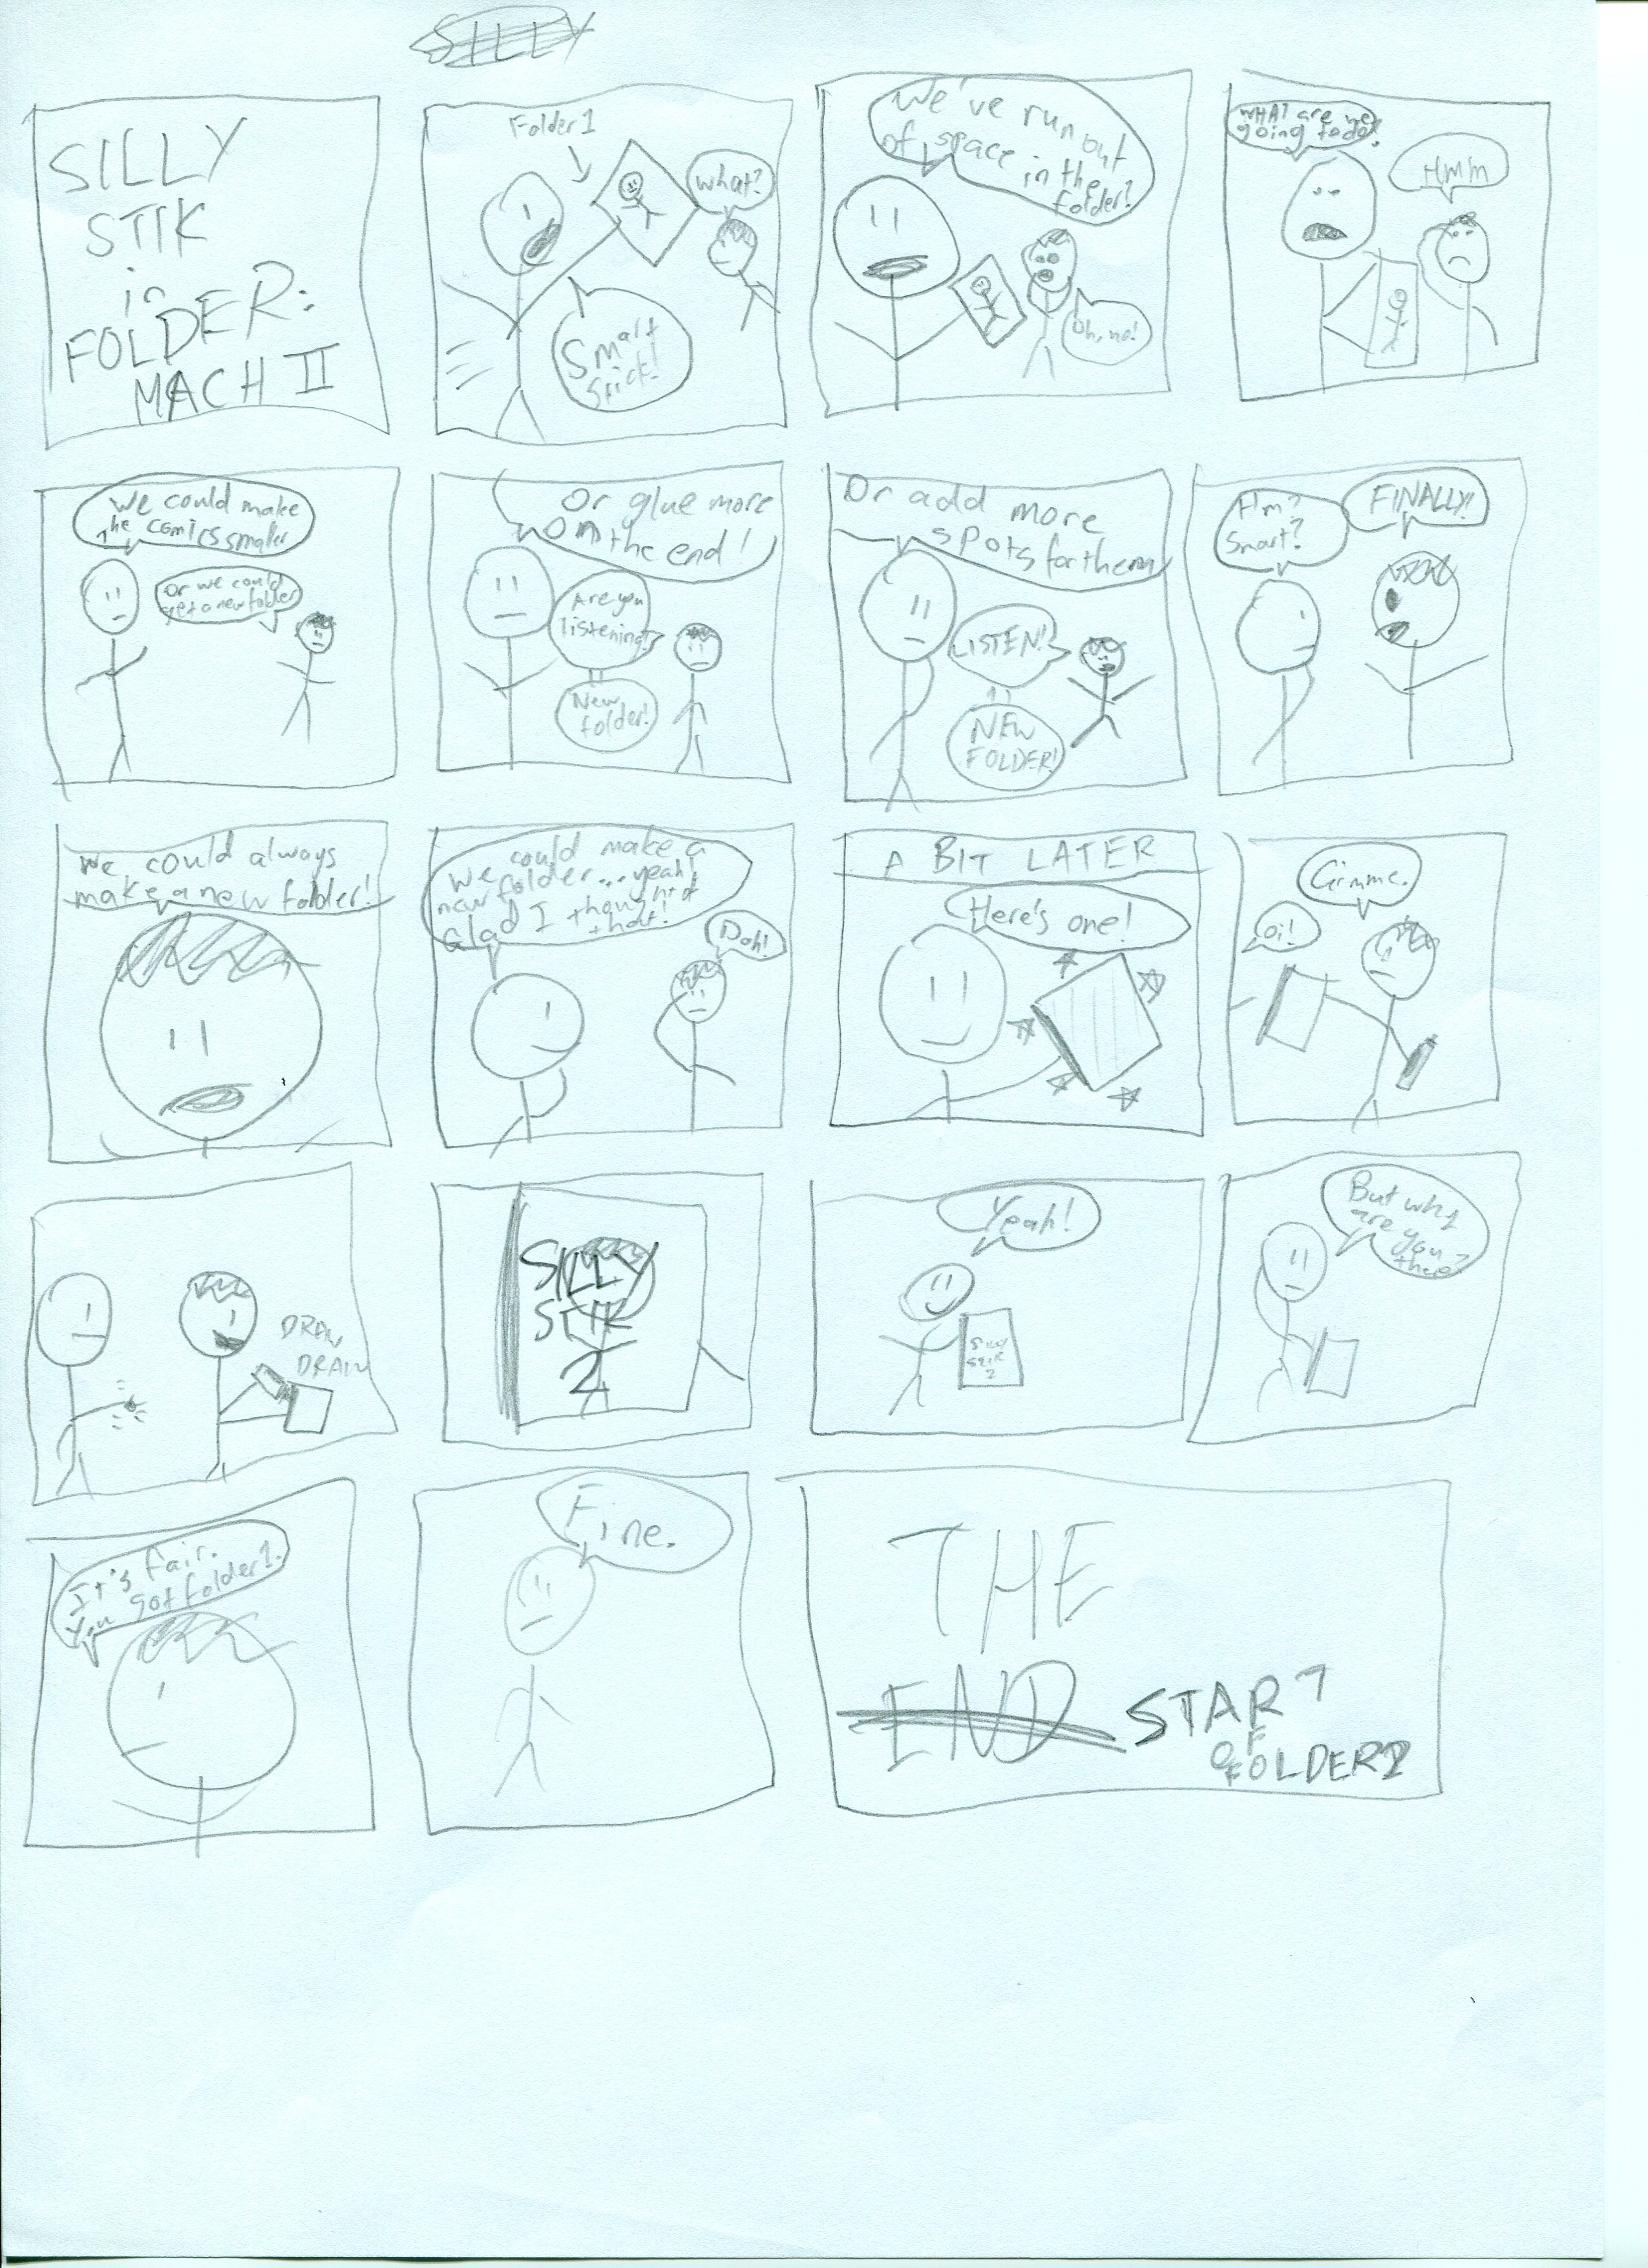 SILLY
SILLY
STIK
in
FOLDER:
MACH II
Folder 1
What?
Smart
Stick!
We've run out
of space
in the
folder!
Oh, no!
WHAT are we
going to do?
Hmm
We could make
the comics smaller
Or we could
get a new folder
Or glue more
on the end!
Are you
listening?
New
folder!
Or add more
spots for them
LISTEN!
NEW
FOLDER!
Hm?
Smart?
FINALLY!
We could always
make a new folder!
We could make a
new folder... yeah!
Glad I thought of
that!
Doh!
A BIT LATER
Here's one!
Gimme.
Oi!
DRAW
DRAW
SILLY
STIK
2
Yeah!
SILLY
STIK
2
But why
are you
there?
It's fair.
You got folder 1.
Fine.
THE
END START
OF
FOLDER 2